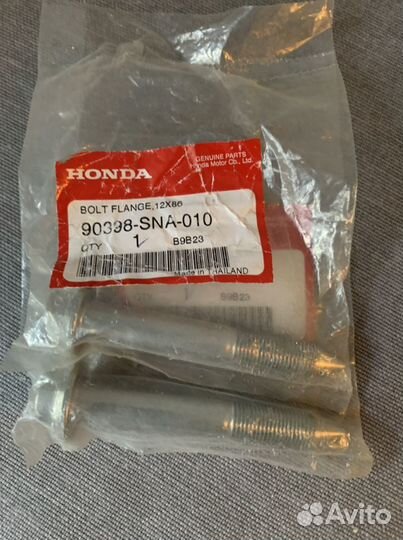 GENUINE PARTS
Honda Motor Co., Ltd.
HONDA
BOLT FLANGE,12X86
90398-SNA-010
QTY 1 B9B23
Made in THAILAND
QTY B9B23
Avito